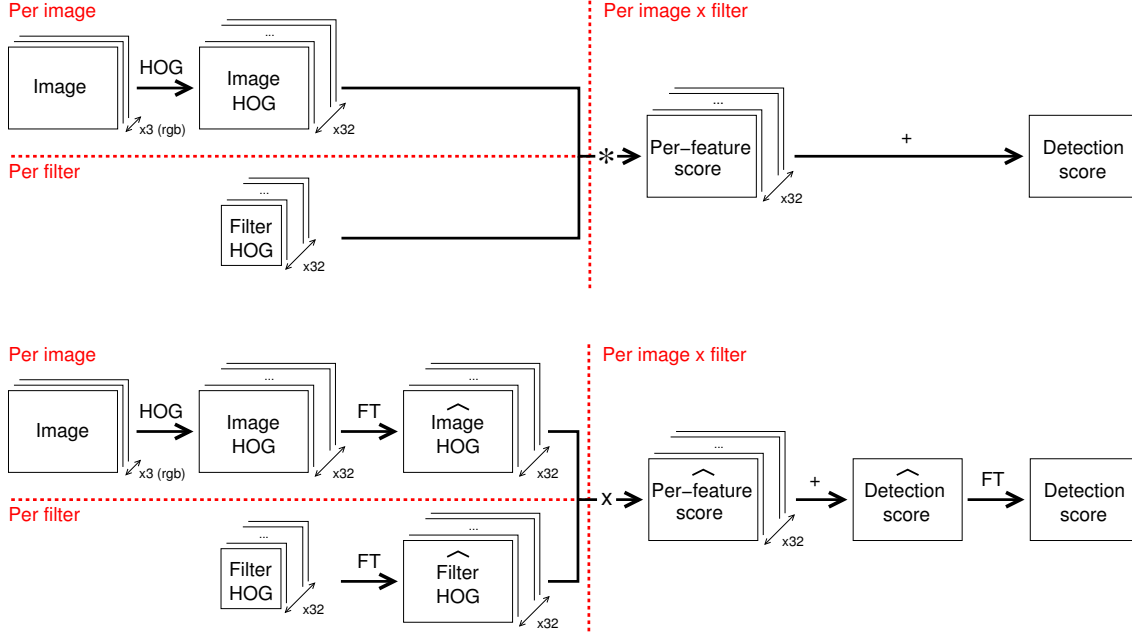 Per image
Per image x filter
Image
x3 (rgb)
HOG
...
Image
HOG
x32
Per filter
...
Filter
HOG
x32
*
...
Per-feature
score
x32
+
Detection
score
Per image
Per image x filter
Image
x3 (rgb)
HOG
...
Image
HOG
x32
FT
...
Image
HOG
x32
Per filter
...
Filter
HOG
x32
FT
...
Filter
HOG
x32
x
...
Per-feature
score
x32
+
Detection
score
FT
Detection
score